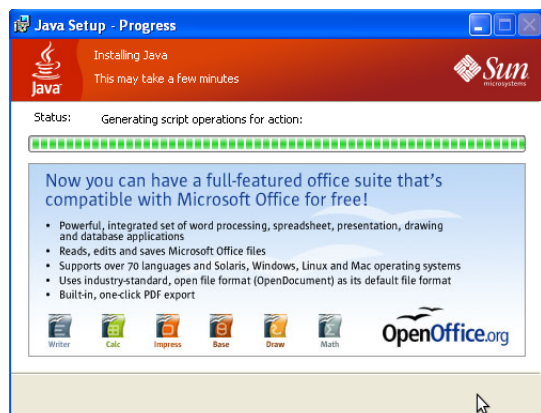 Java Setup - Progress
Installing Java
This may take a few minutes
Java
Sun
microsystems
Status: Generating script operations for action:
Now you can have a full-featured office suite that's
compatible with Microsoft Office for free!
• Powerful, integrated set of word processing, spreadsheet, presentation, drawing
and database applications
• Reads, edits and saves Microsoft Office files
• Supports over 70 languages and Solaris, Windows, Linux and Mac operating systems
• Uses industry-standard, open file format (OpenDocument) as its default file format
• Built-in, one-click PDF export
Writer Calc Impress Base Draw Math
OpenOffice.org